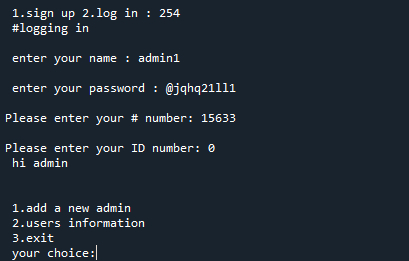 1.sign up 2.log in : 254
#logging in
enter your name : admin1
enter your password : @jqhq21ll1
Please enter your # number: 15633
Please enter your ID number: 0
hi admin
1.add a new admin
2.users information
3.exit
your choice: